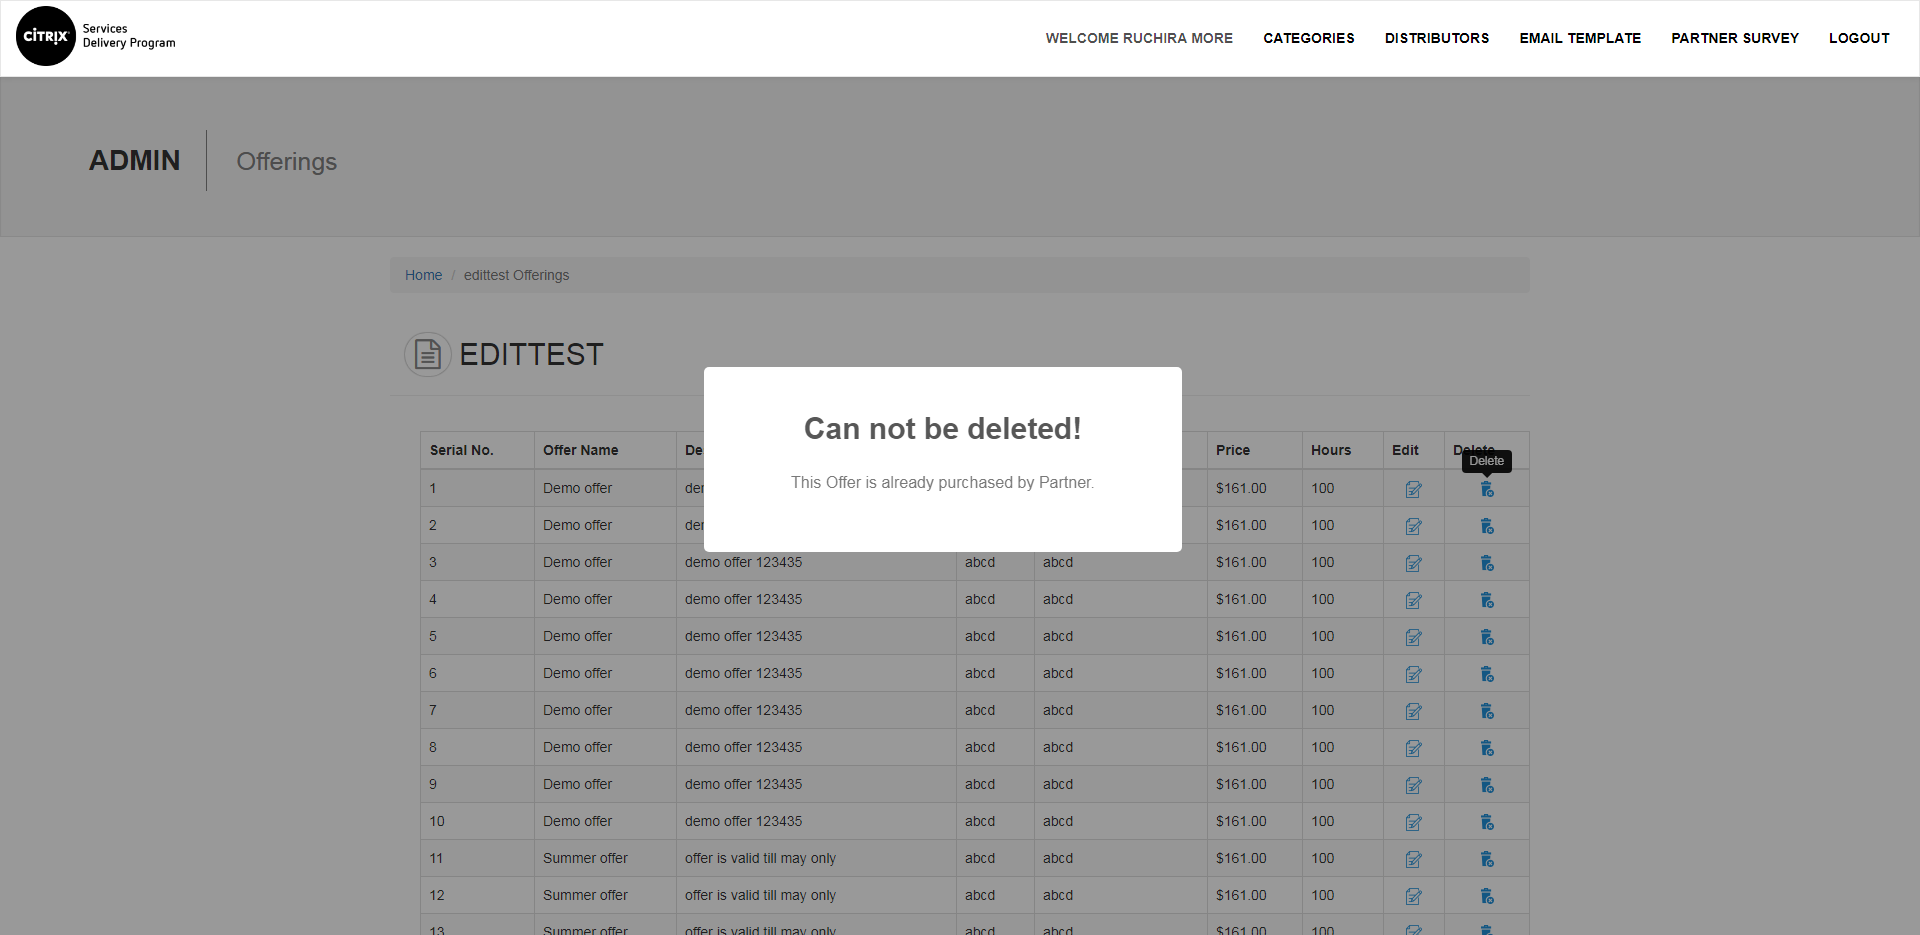 CİTRIX Services
Delivery Program
WELCOME RUCHIRA MORE CATEGORIES DISTRIBUTORS EMAIL TEMPLATE PARTNER SURVEY LOGOUT
ADMIN Offerings
Home / edittest Offerings
EDITTEST
Can not be deleted!
This Offer is already purchased by Partner.
Serial No. Offer Name De Price Hours Edit Delete
Delete
1 Demo offer der $161.00 100
2 Demo offer der $161.00 100
3 Demo offer demo offer 123435 abcd abcd $161.00 100
4 Demo offer demo offer 123435 abcd abcd $161.00 100
5 Demo offer demo offer 123435 abcd abcd $161.00 100
6 Demo offer demo offer 123435 abcd abcd $161.00 100
7 Demo offer demo offer 123435 abcd abcd $161.00 100
8 Demo offer demo offer 123435 abcd abcd $161.00 100
9 Demo offer demo offer 123435 abcd abcd $161.00 100
10 Demo offer demo offer 123435 abcd abcd $161.00 100
11 Summer offer offer is valid till may only abcd abcd $161.00 100
12 Summer offer offer is valid till may only abcd abcd $161.00 100
13 Summer offer offer is valid till may only abcd abcd $161.00 100